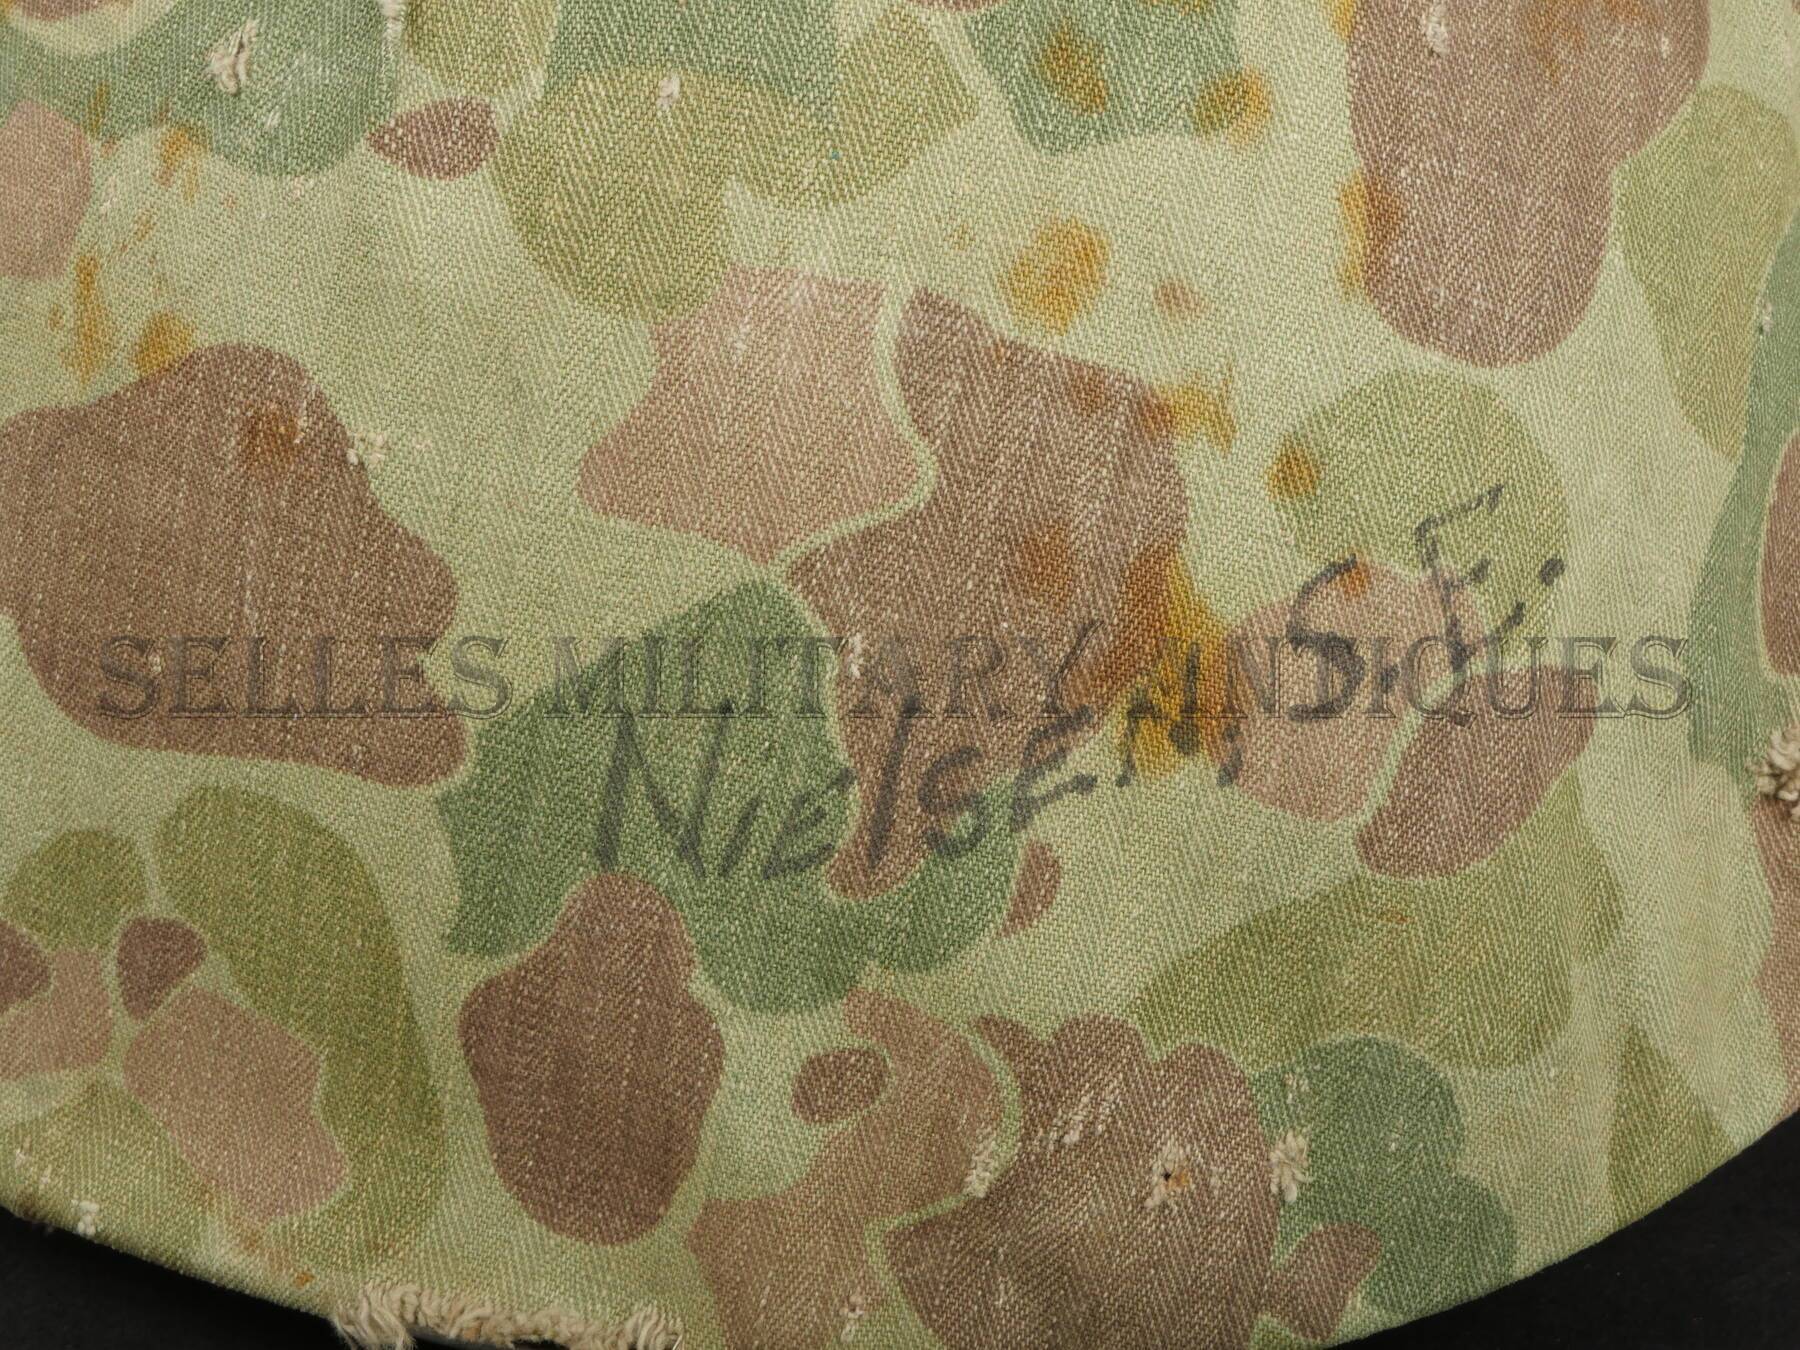 SELLES MILITARY ANTIQUES
Nielsen, S.E.